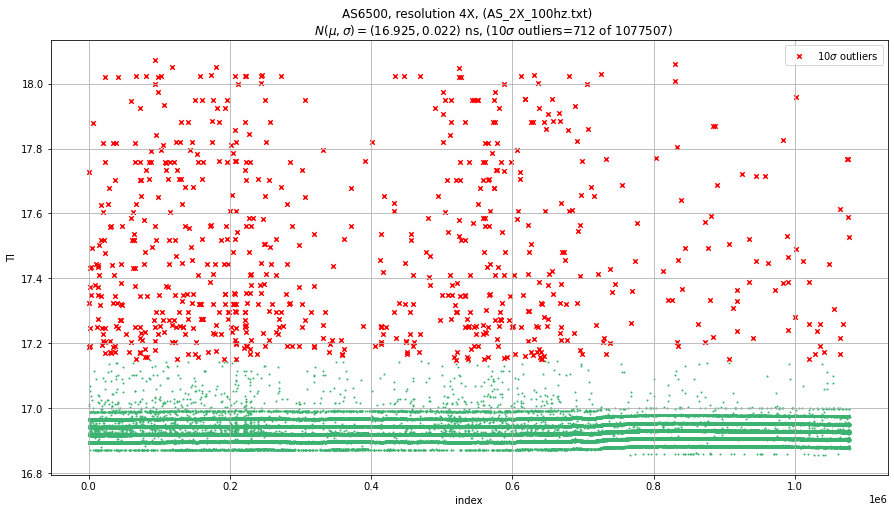 AS6500, resolution 4X, (AS_2X_100hz.txt)
N(μ, σ) = (16.925, 0.022) ns, (10σ outliers=712 of 1077507)
10σ outliers
18.0
17.8
17.6
17.4
17.2
17.0
16.8
TI
0.0 0.2 0.4 0.6 0.8 1.0
1e6
index